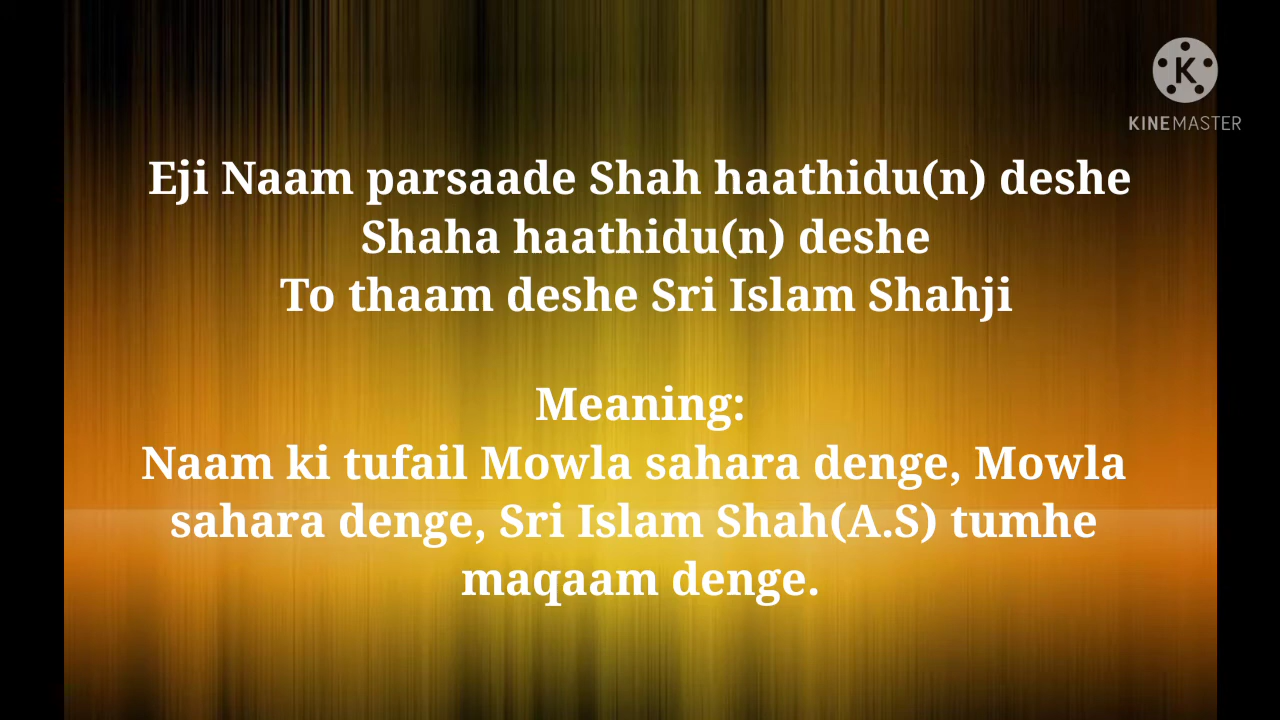 KINEMASTER
Eji Naam parsaade Shah haathidu(n) deshe
Shaha haathidu(n) deshe
To thaam deshe Sri Islam Shahji
Meaning:
Naam ki tufail Mowla sahara denge, Mowla
sahara denge, Sri Islam Shah(A.S) tumhe
maqaam denge.